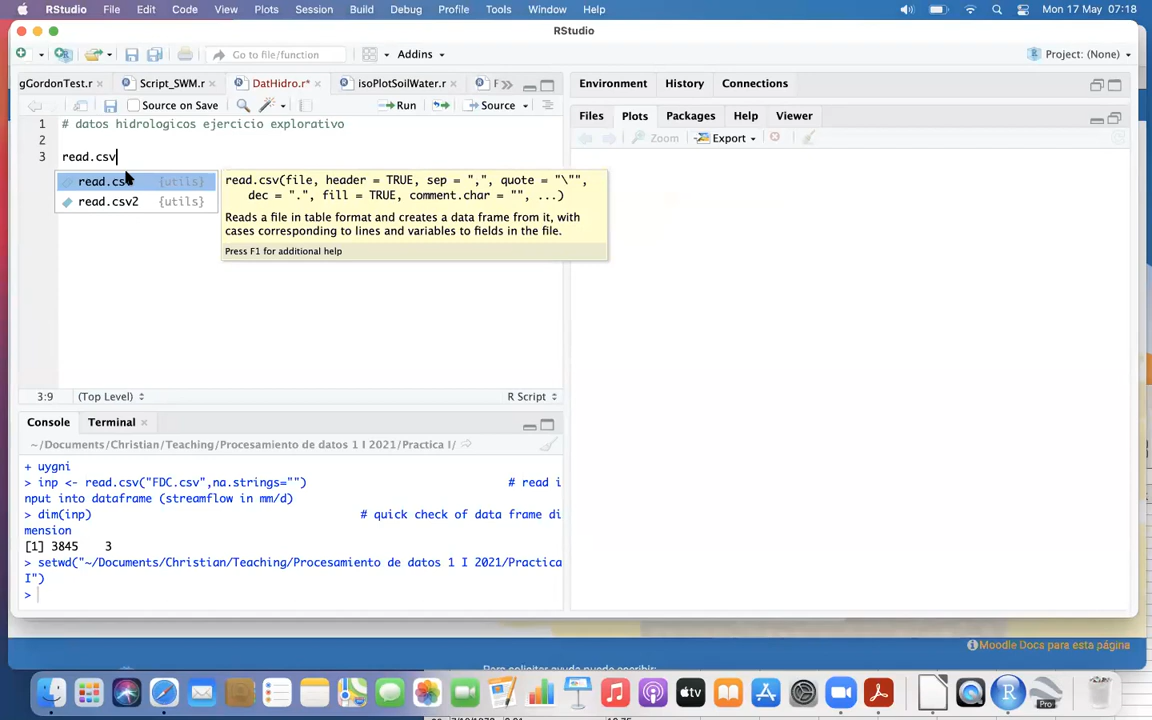 RStudio File Edit Code View Plots Session Build Debug Profile Tools Window Help Mon 17 May 07:18
RStudio
Go to file/function Addins Project: (None)
gGordonTest.r Script_SWM.r DatHidro.r* isoPlotSoilWater.r F
Source on Save Run Source
1 # datos hidrologicos ejercicio explorativo
2
3 read.csv
read.csv {utils}
read.csv2 {utils}
read.csv(file, header = TRUE, sep = ",", quote = "\"",
dec = ".", fill = TRUE, comment.char = "", ...)
Reads a file in table format and creates a data frame from it, with
cases corresponding to lines and variables to fields in the file.
Press F1 for additional help
3:9 (Top Level) R Script
Console Terminal
~/Documents/Christian/Teaching/Procesamiento de datos 1 I 2021/Practica I/
+ uygni
> inp <- read.csv("FDC.csv",na.strings="") # read i
nput into dataframe (streamflow in mm/d)
> dim(inp) # quick check of data frame di
mension
[1] 3845 3
> setwd("~/Documents/Christian/Teaching/Procesamiento de datos 1 I 2021/Practica
I")
>
Environment History Connections
Files Plots Packages Help Viewer
Zoom Export
Moodle Docs para esta página
Para solicitar ayuda puede escribir:
tv
Pro